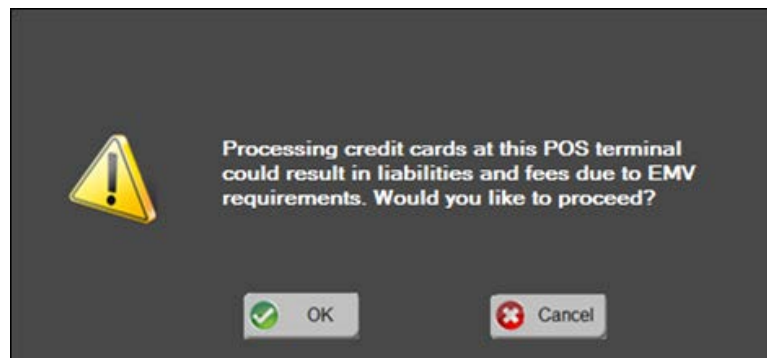 Processing credit cards at this POS terminal
could result in liabilities and fees due to EMV
requirements. Would you like to proceed?
OK
Cancel